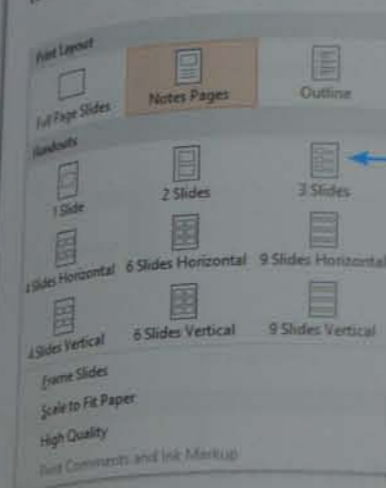 Print Layout
Full Page Slides Notes Pages Outline
Handouts
1 Slide 2 Slides 3 Slides
4 Slides Horizontal 6 Slides Horizontal 9 Slides Horizontal
4 Slides Vertical 6 Slides Vertical 9 Slides Vertical
Frame Slides
Scale to Fit Paper
High Quality
Print Comments and Ink Markup